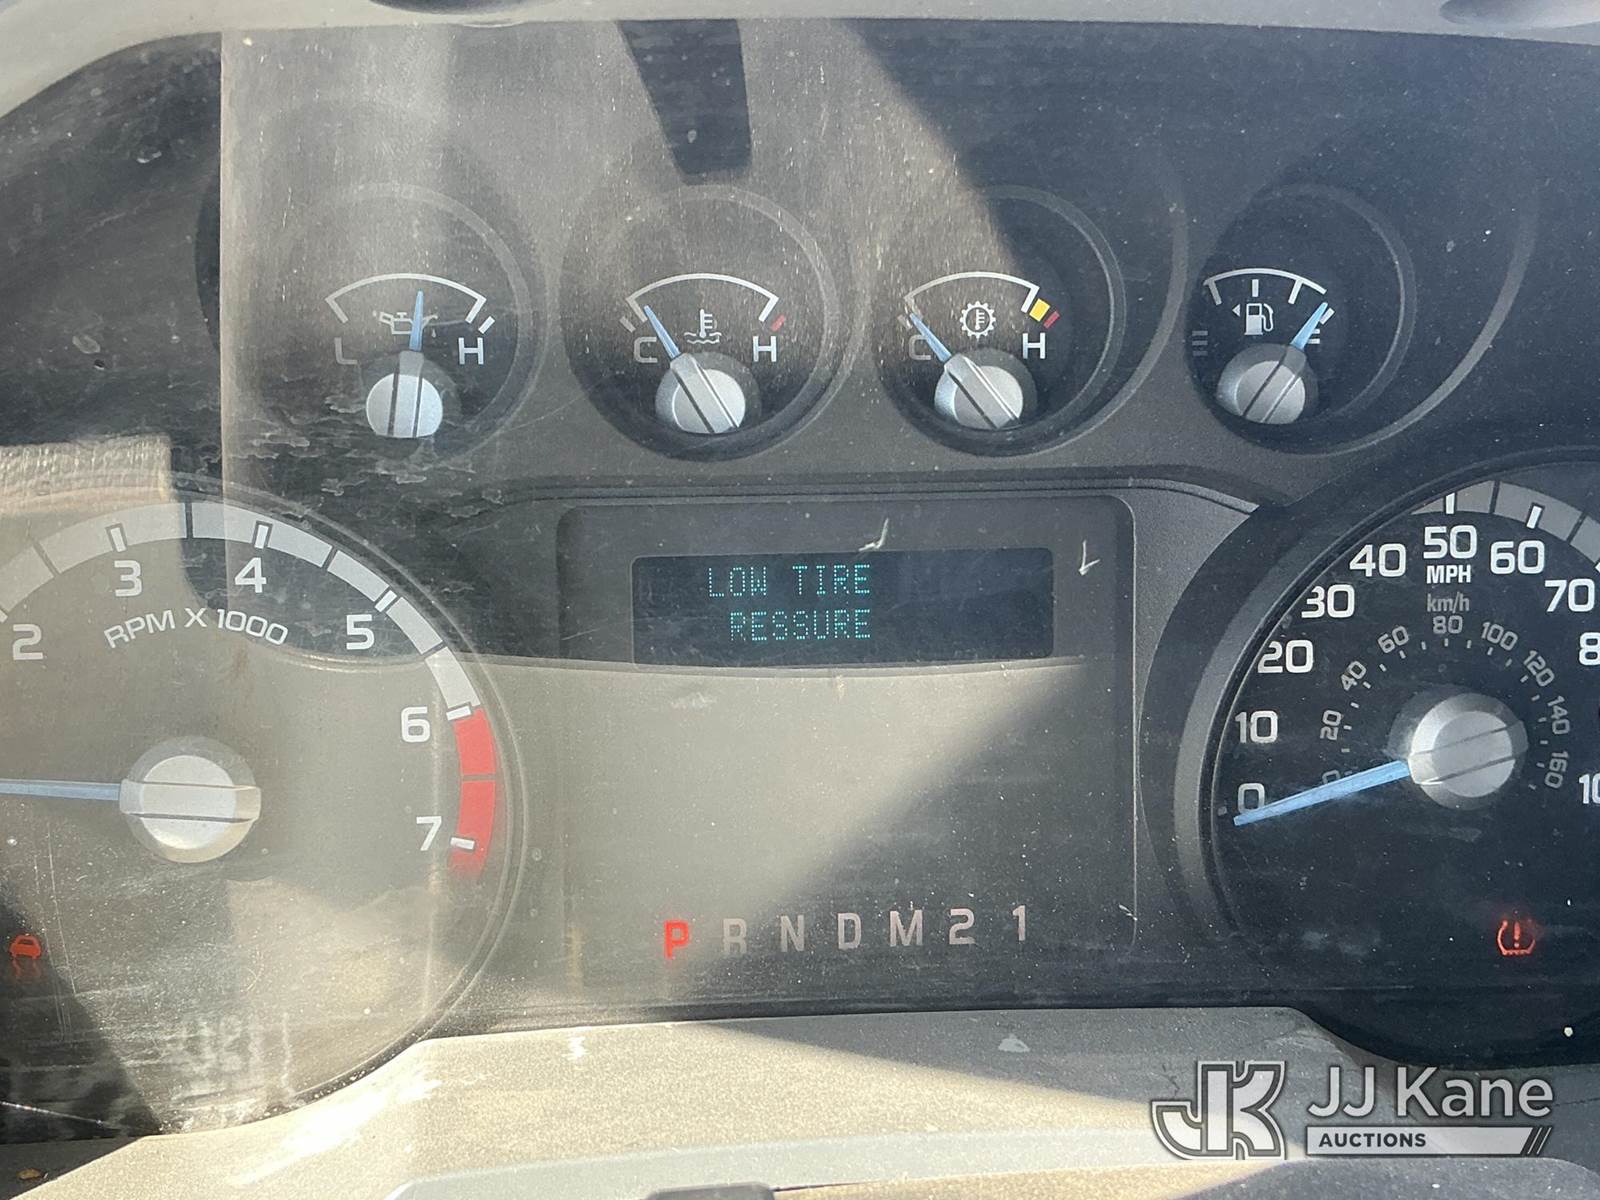 L H
C H
C H
E F
LOW TIRE
RESSURE
2 3 4 5 6 7
RPM X 1000
0 10 20 30 40 50 60 70
MPH
km/h
20 40 60 80 100 120 140 160
P R N D M 2 1
JK JJ Kane
AUCTIONS